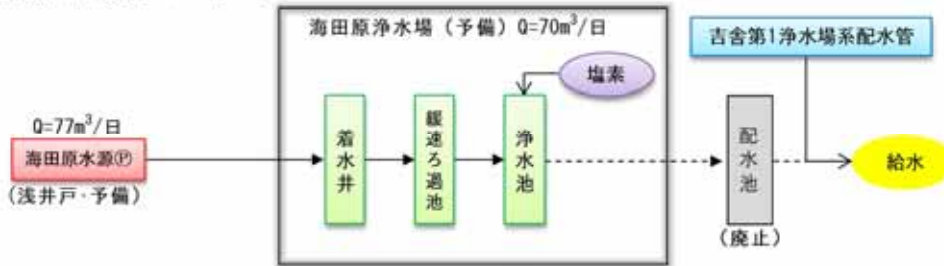 海田原浄水場（予備）Q=70m³/日
吉舎第1浄水場系配水管
塩素
Q=77m³/日
海田原水源Ⓟ
(浅井戸・予備)
着水井
緩速ろ過池
浄水池
配水池
給水
(廃止)